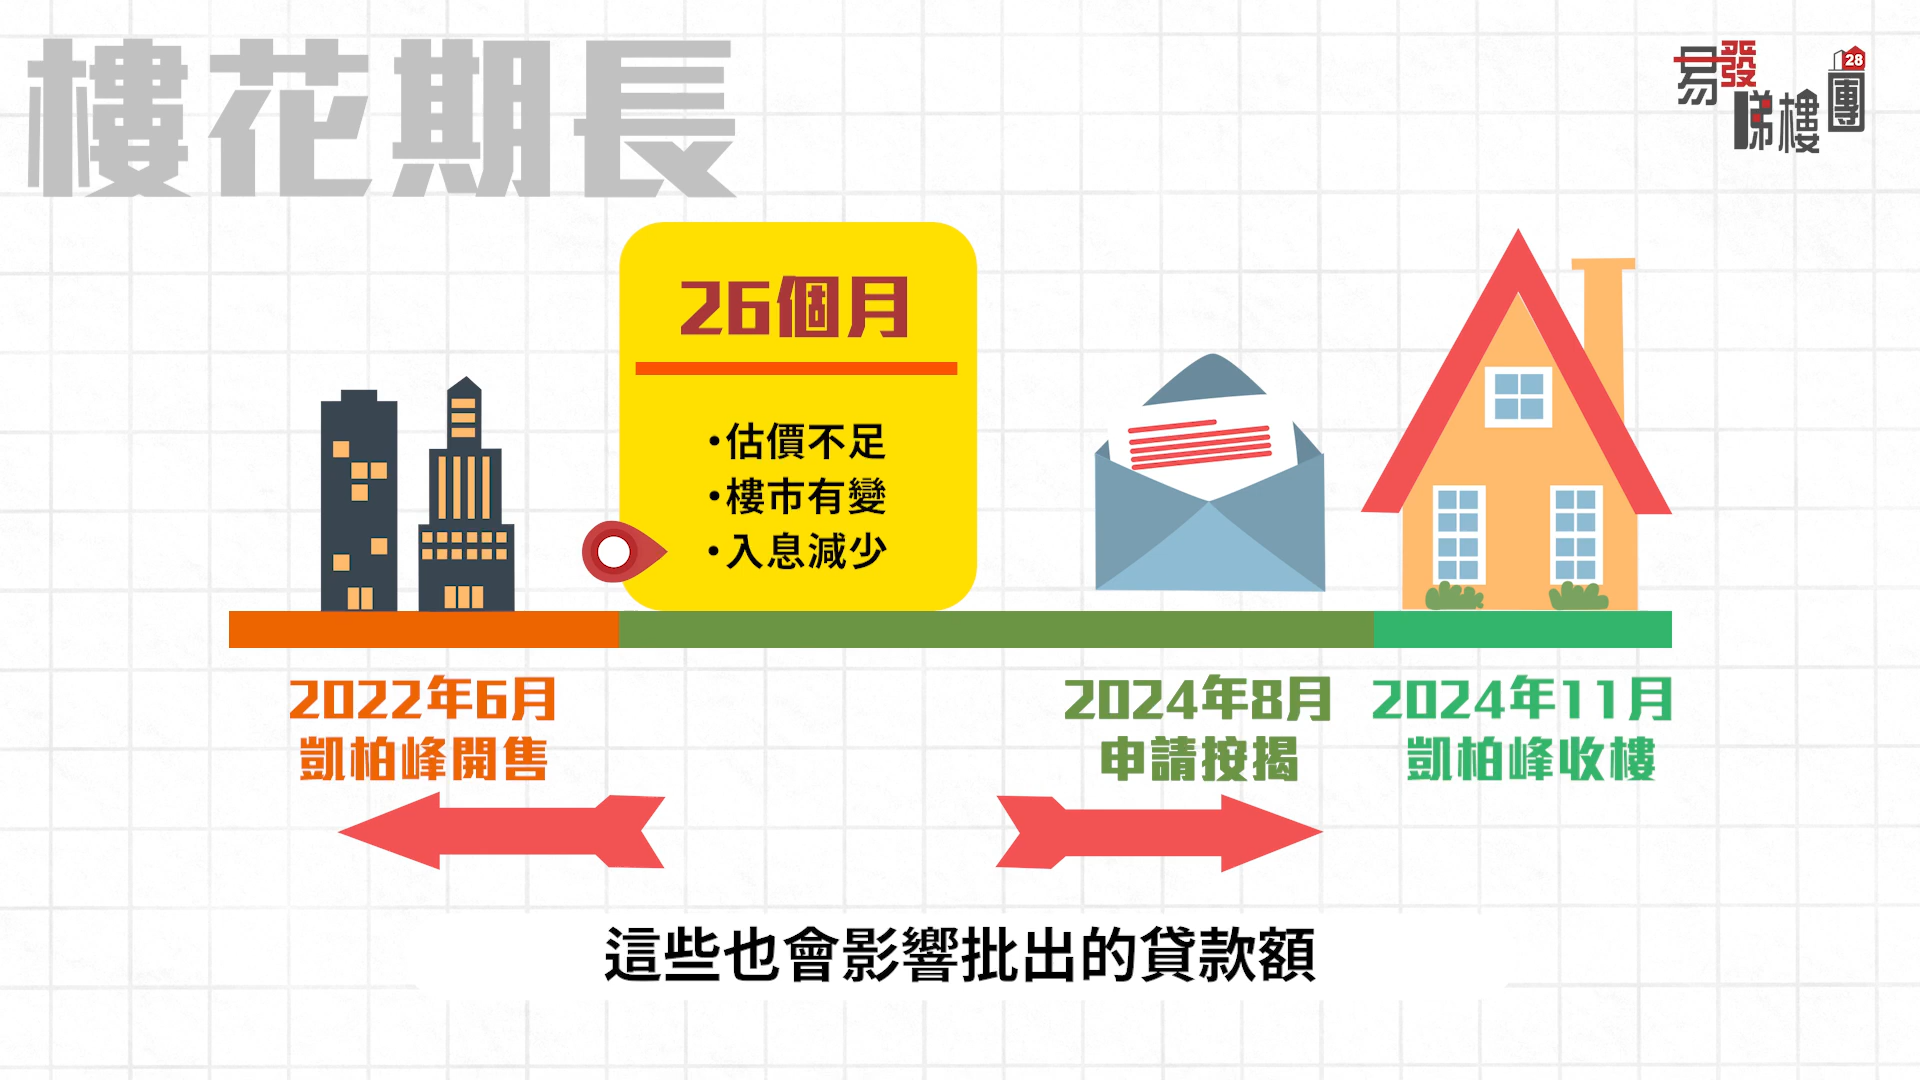 樓花期長
易發睇樓團
28
26個月
•估價不足
•樓市有變
•入息減少
2022年6月
凱柏峰開售
2024年8月
申請按揭
2024年11月
凱柏峰收樓
這些也會影響批出的貸款額